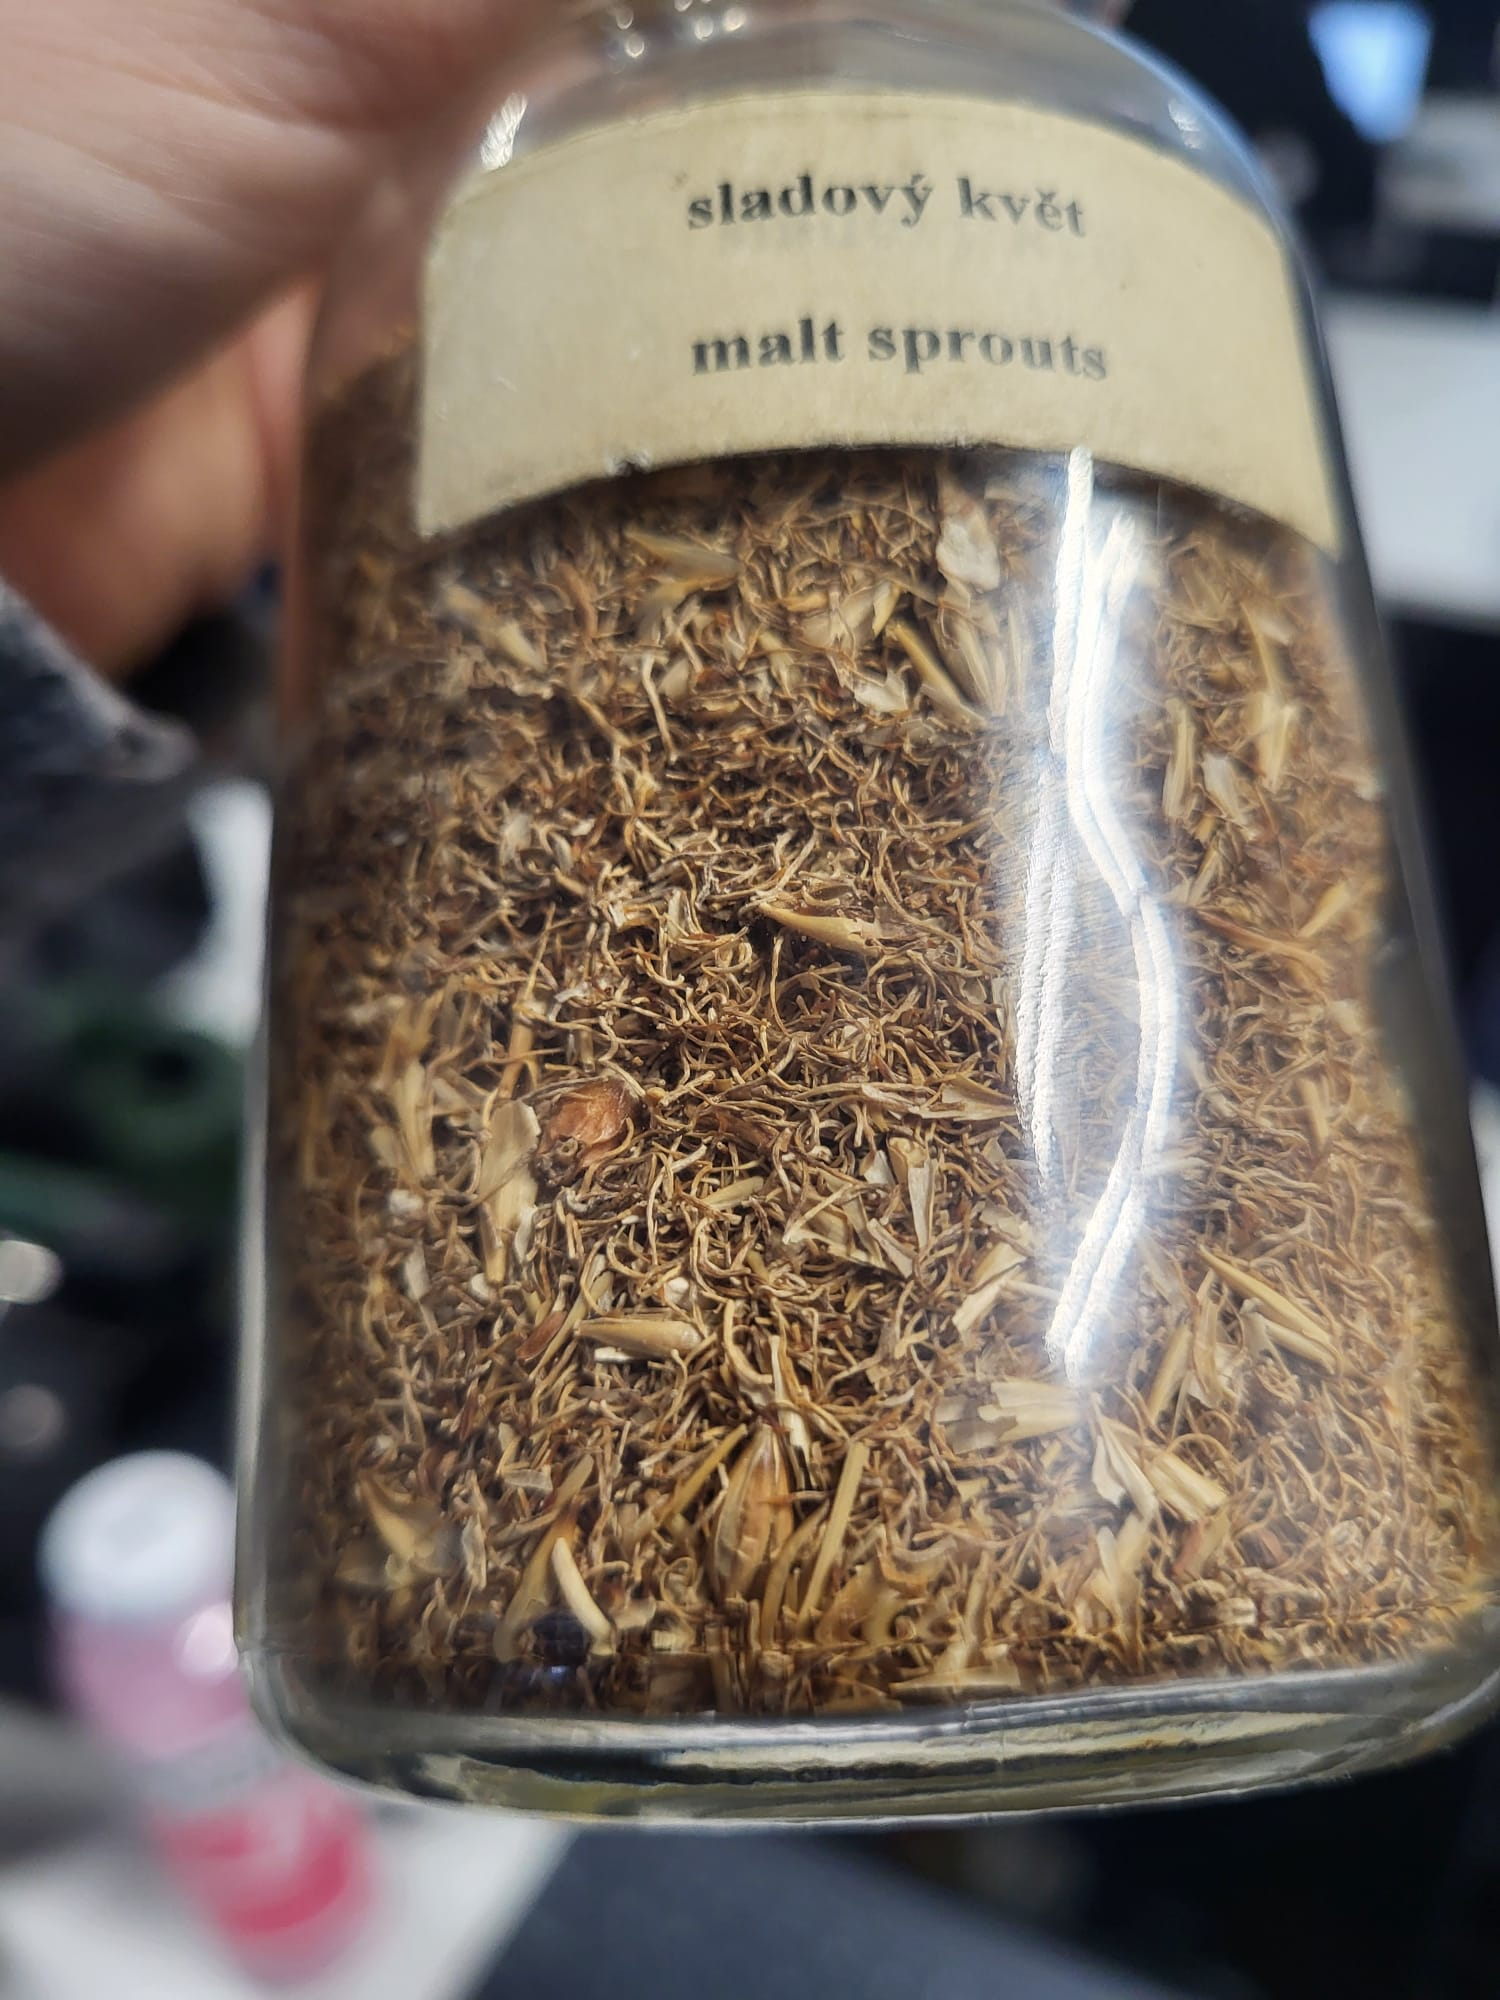 sladový květ
malt sprouts